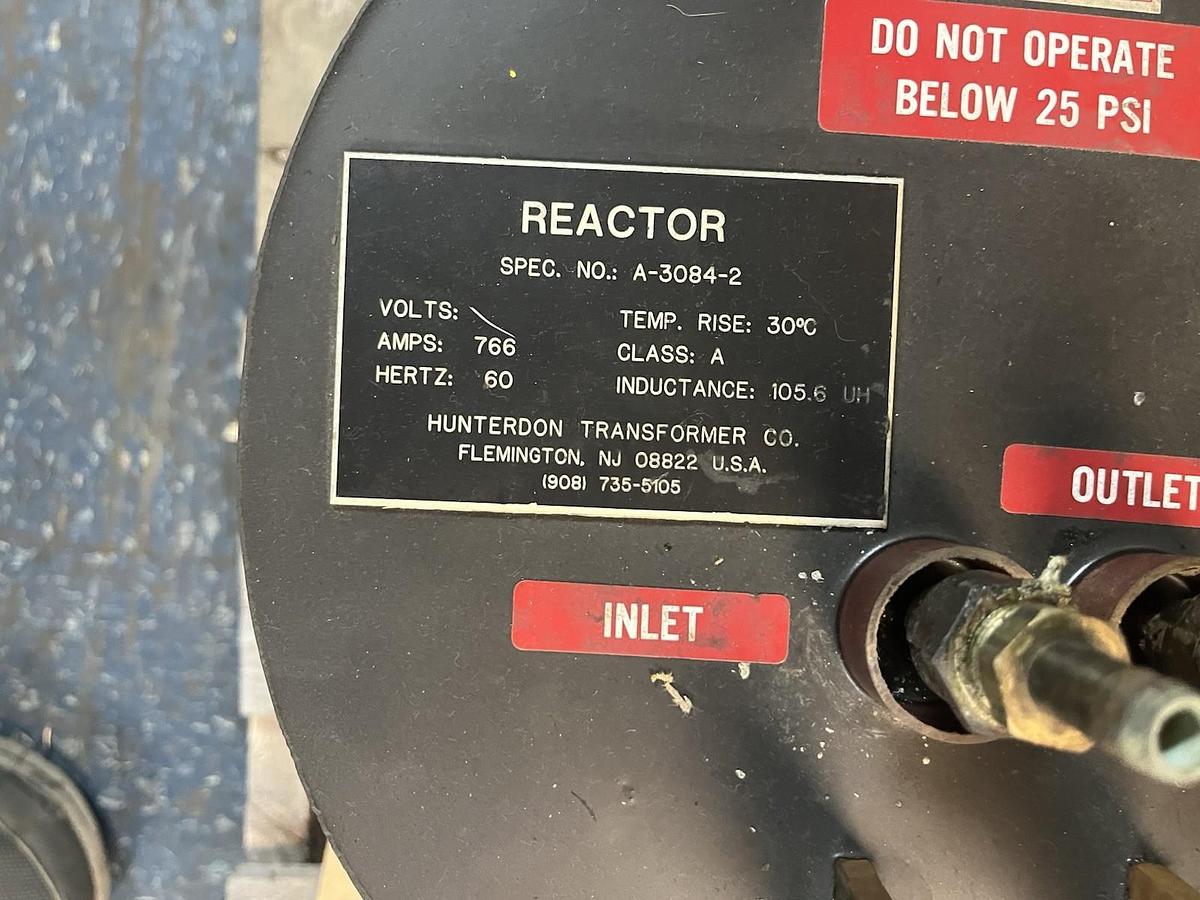 DO NOT OPERATE
BELOW 25 PSI
REACTOR
SPEC. NO.: A-3084-2
VOLTS:
AMPS: 766
HERTZ: 60
TEMP. RISE: 30°C
CLASS: A
INDUCTANCE: 105.6 UH
HUNTERDON TRANSFORMER CO.
FLEMINGTON, NJ 08822 U.S.A.
(908) 735-5105
OUTLET
INLET